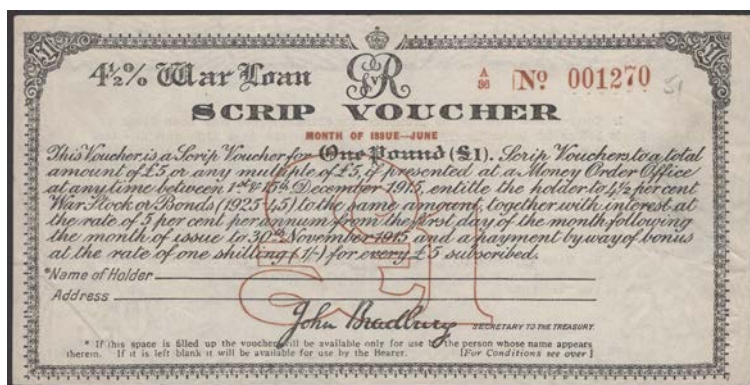 £1 £1
4½% War Loan GVR A/86 No 001270 51
SCRIP VOUCHER
MONTH OF ISSUE—JUNE
This Voucher is a Scrip Voucher for One Pound (£1). Scrip Vouchers to a total
amount of £5 or any multiple of £5, if presented at a Money Order Office
at any time between 1st & 15th December 1915, entitle the holder to 4½ per cent
War Stock or Bonds (1925-45) to the same amount, together with interest at
the rate of 5 per cent per annum from the first day of the month following
the month of issue to 30th November 1915 and a payment by way of bonus
at the rate of one shilling (1/-) for every £5 subscribed.
£1
*Name of Holder
Address
John Bradbury SECRETARY TO THE TREASURY.
* If this space is filled up the voucher will be available only for use by the person whose name appears
therein. If it is left blank it will be available for use by the Bearer. [For Conditions see over]